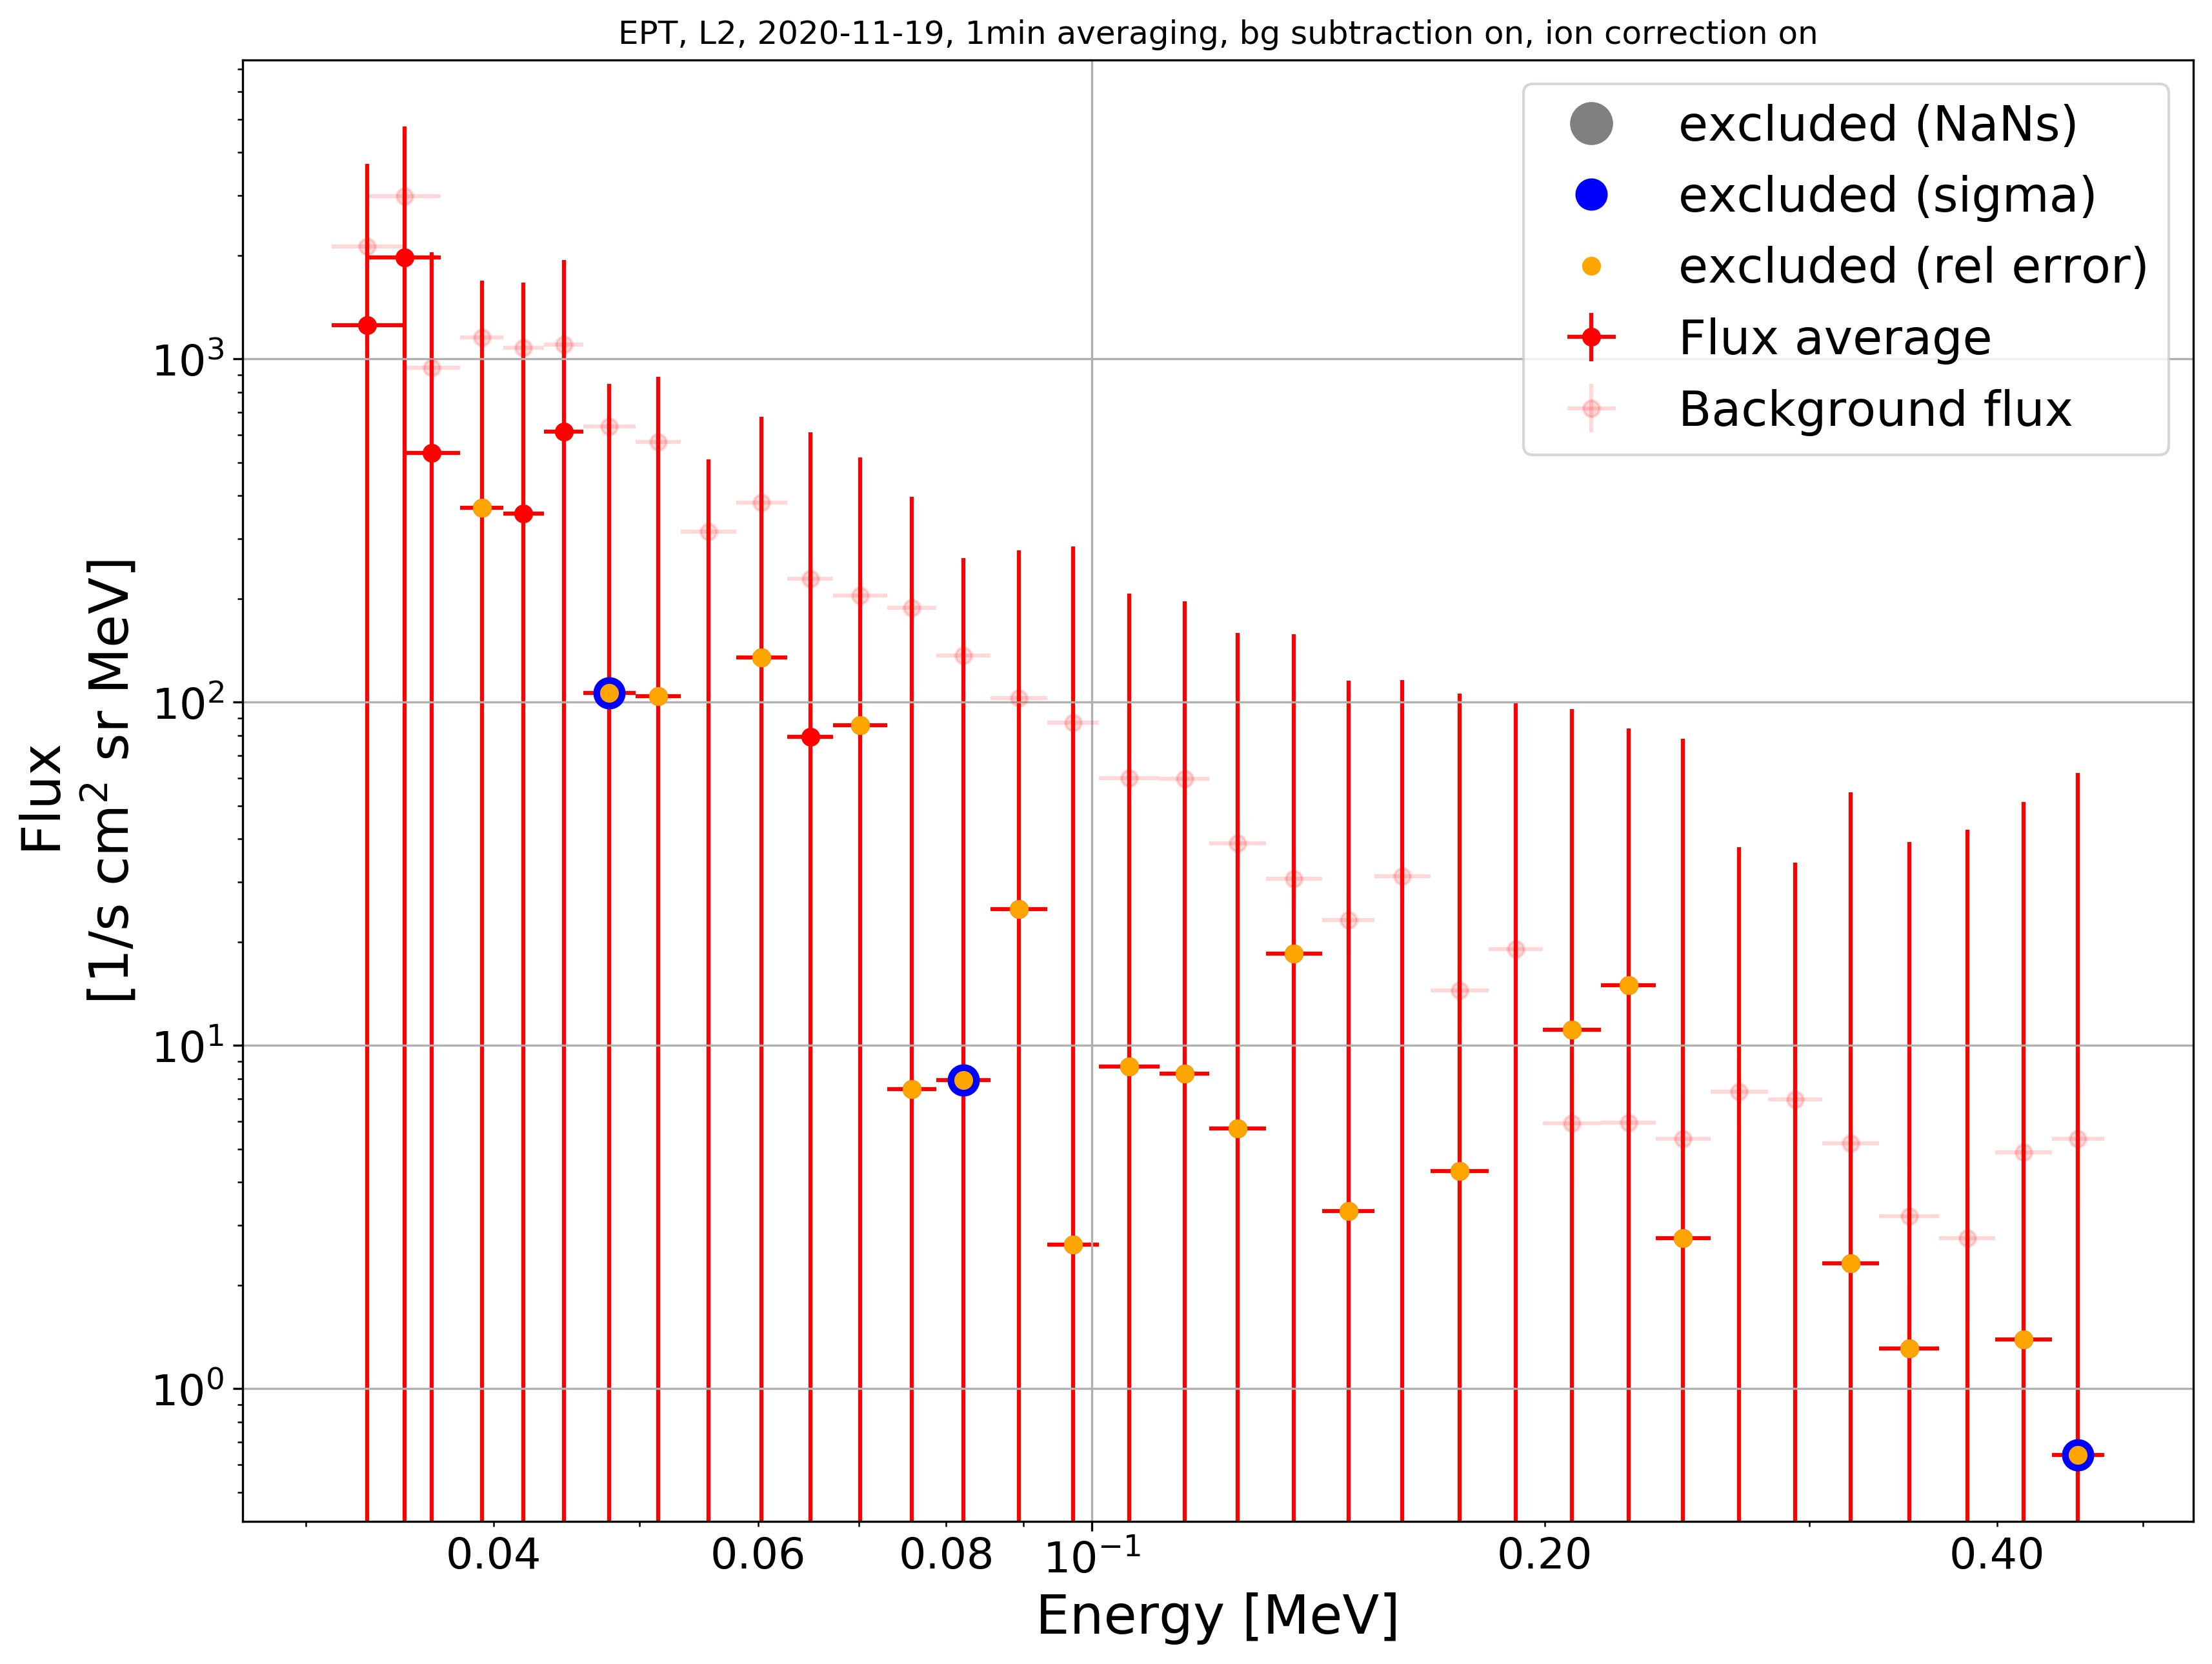 EPT, L2, 2020-11-19, 1min averaging, bg subtraction on, ion correction on
excluded (NaNs)
excluded (sigma)
excluded (rel error)
Flux average
Background flux
Flux
[1/s cm² sr MeV]
10³
10²
10¹
10⁰
0.04
0.06
0.08
10⁻¹
0.20
0.40
Energy [MeV]